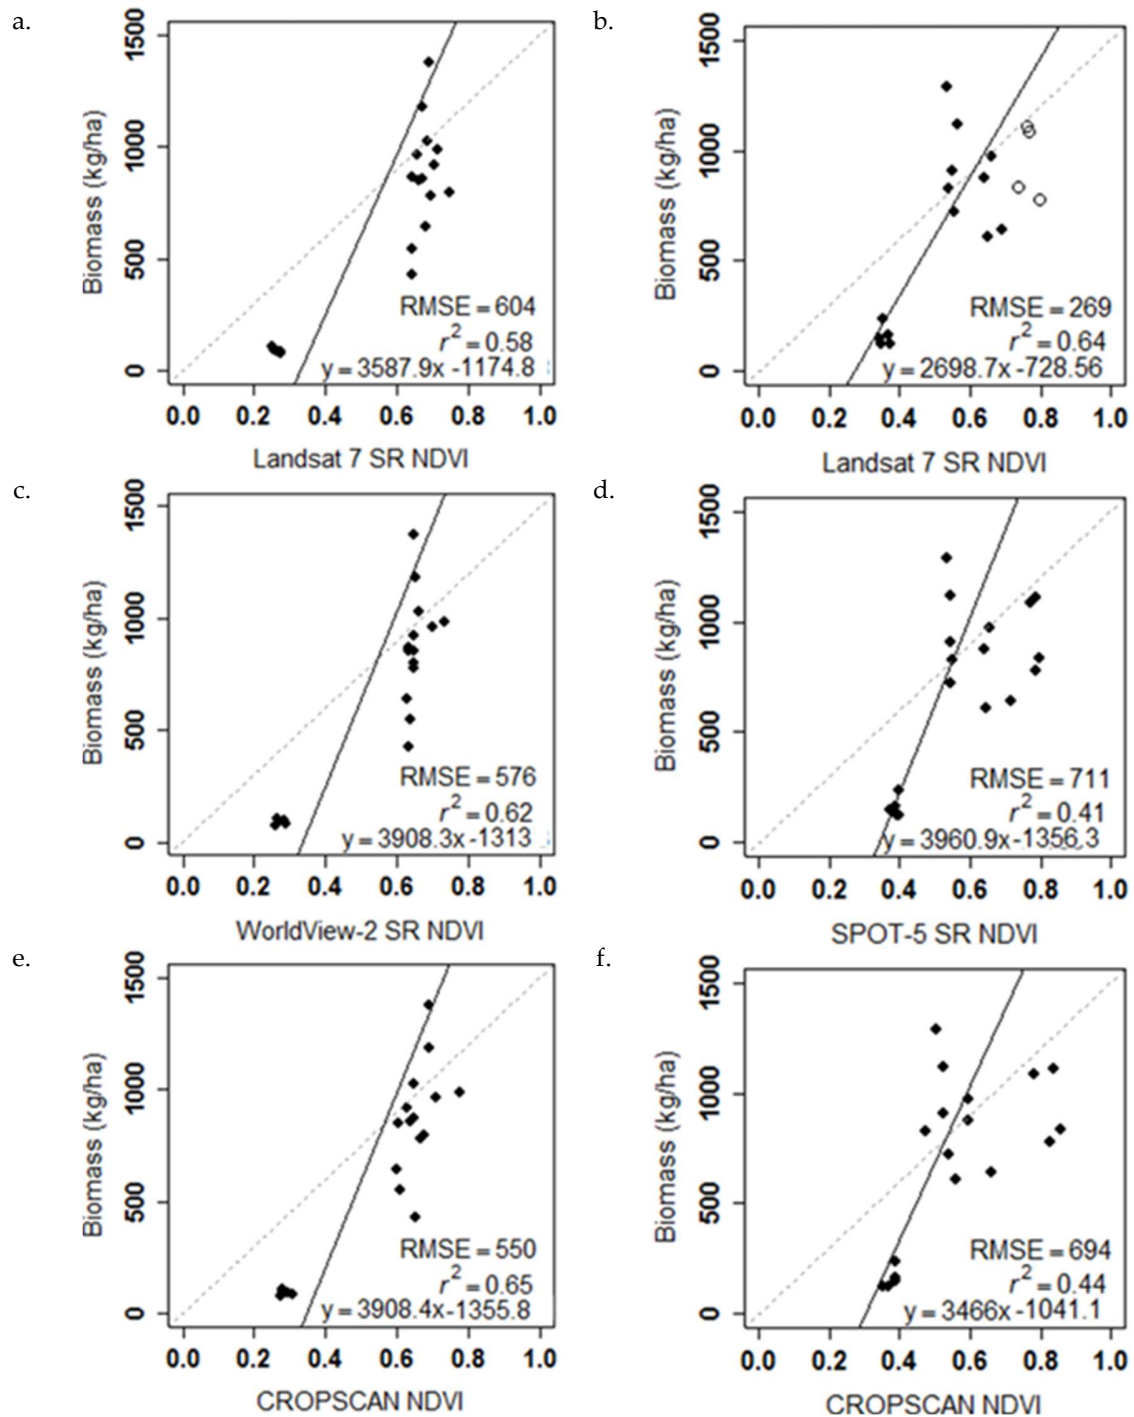 a.
1500
1000
500
0
Biomass (kg/ha)
RMSE = 604
r² = 0.58
y = 3587.9x -1174.8
0.0 0.2 0.4 0.6 0.8 1.0
Landsat 7 SR NDVI
b.
1500
1000
500
0
Biomass (kg/ha)
RMSE = 269
r² = 0.64
y = 2698.7x -728.56
0.0 0.2 0.4 0.6 0.8 1.0
Landsat 7 SR NDVI
c.
1500
1000
500
0
Biomass (kg/ha)
RMSE = 576
r² = 0.62
y = 3908.3x -1313
0.0 0.2 0.4 0.6 0.8 1.0
WorldView-2 SR NDVI
d.
1500
1000
500
0
Biomass (kg/ha)
RMSE = 711
r² = 0.41
y = 3960.9x -1356.3
0.0 0.2 0.4 0.6 0.8 1.0
SPOT-5 SR NDVI
e.
1500
1000
500
0
Biomass (kg/ha)
RMSE = 550
r² = 0.65
y = 3908.4x -1355.8
0.0 0.2 0.4 0.6 0.8 1.0
CROPSCAN NDVI
f.
1500
1000
500
0
Biomass (kg/ha)
RMSE = 694
r² = 0.44
y = 3466x -1041.1
0.0 0.2 0.4 0.6 0.8 1.0
CROPSCAN NDVI